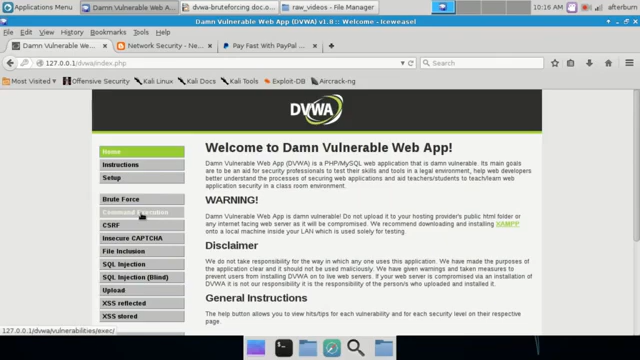 Damn Vulnerable Web A...
dvwa-bruteforcing doc.o...
raw_videos - File Manager
10:16 AM
afterburn
Damn Vulnerable Web App (DVWA) v1.8 :: Welcome - Iceweasel
File Edit View History Bookmarks Tools Help
Damn Vulnerable Web ...
Network Security - Ne...
Pay Fast With PayPal ...
127.0.0.1/dvwa/index.php
Search
Most Visited
Offensive Security
Kali Linux
Kali Docs
Kali Tools
Exploit-DB
Aircrack-ng
DVWA
Home
Instructions
Setup
Brute Force
Command Execution
CSRF
Insecure CAPTCHA
File Inclusion
SQL Injection
SQL Injection (Blind)
Upload
XSS reflected
XSS stored
Welcome to Damn Vulnerable Web App!
Damn Vulnerable Web App (DVWA) is a PHP/MySQL web application that is damn vulnerable. Its main goals
are to be an aid for security professionals to test their skills and tools in a legal environment, help web developers
better understand the processes of securing web applications and aid teachers/students to teach/learn web
application security in a class room environment.
WARNING!
Damn Vulnerable Web App is damn vulnerable! Do not upload it to your hosting provider's public html folder or
any internet facing web server as it will be compromised. We recommend downloading and installing XAMPP
onto a local machine inside your LAN which is used solely for testing.
Disclaimer
We do not take responsibility for the way in which any one uses this application. We have made the purposes of
the application clear and it should not be used maliciously. We have given warnings and taken measures to
prevent users from installing DVWA on to live web servers. If your web server is compromised via an installation of
DVWA it is not our responsibility it is the responsibility of the person/s who uploaded and installed it.
General Instructions
The help button allows you to view hits/tips for each vulnerability and for each security level on their respective
page.
127.0.0.1/dvwa/vulnerabilities/exec/